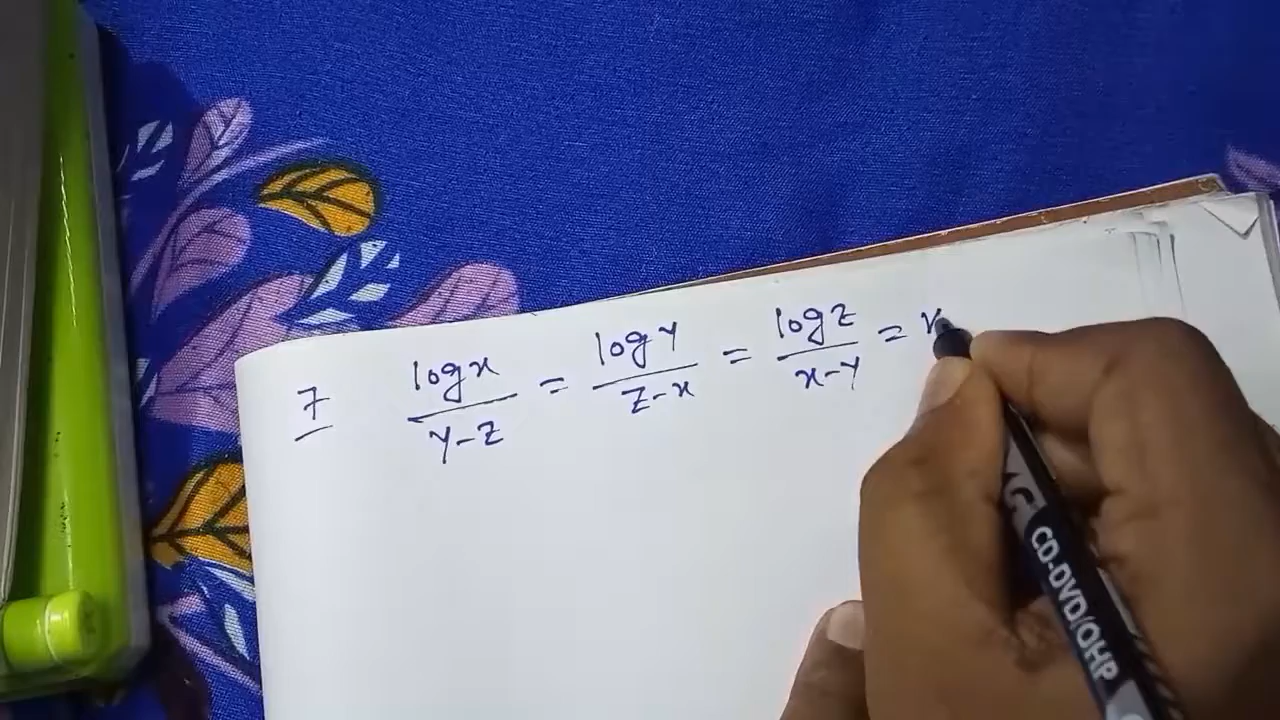 7 log x / y-z = log y / z-x = log z / x-y =
CD-DVD/OHP